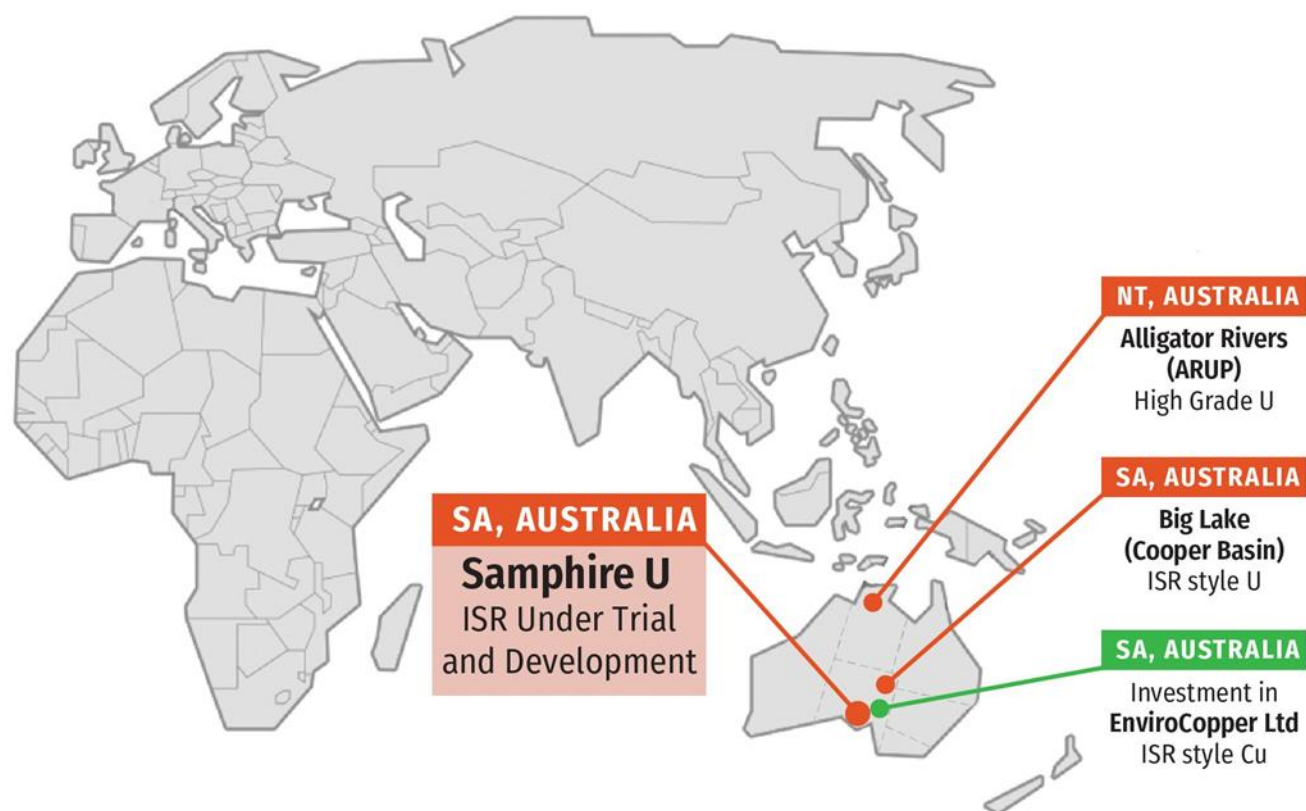 NT, AUSTRALIA
Alligator Rivers
(ARUP)
High Grade U
SA, AUSTRALIA
Big Lake
(Cooper Basin)
ISR style U
SA, AUSTRALIA
Samphire U
ISR Under Trial
and Development
SA, AUSTRALIA
Investment in
EnviroCopper Ltd
ISR style Cu